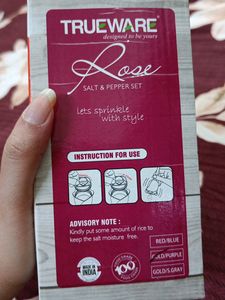 TRUEWARE
designed to be yours
Rose
SALT & PEPPER SET
lets sprinkle
with style
INSTRUCTION FOR USE
ADVISORY NOTE :
Kindly put some amount of rice to
keep the salt moisture free.
MADE IN
INDIA
100
RED/BLUE
GOLD/PURPLE
GOLD/S.GRAY